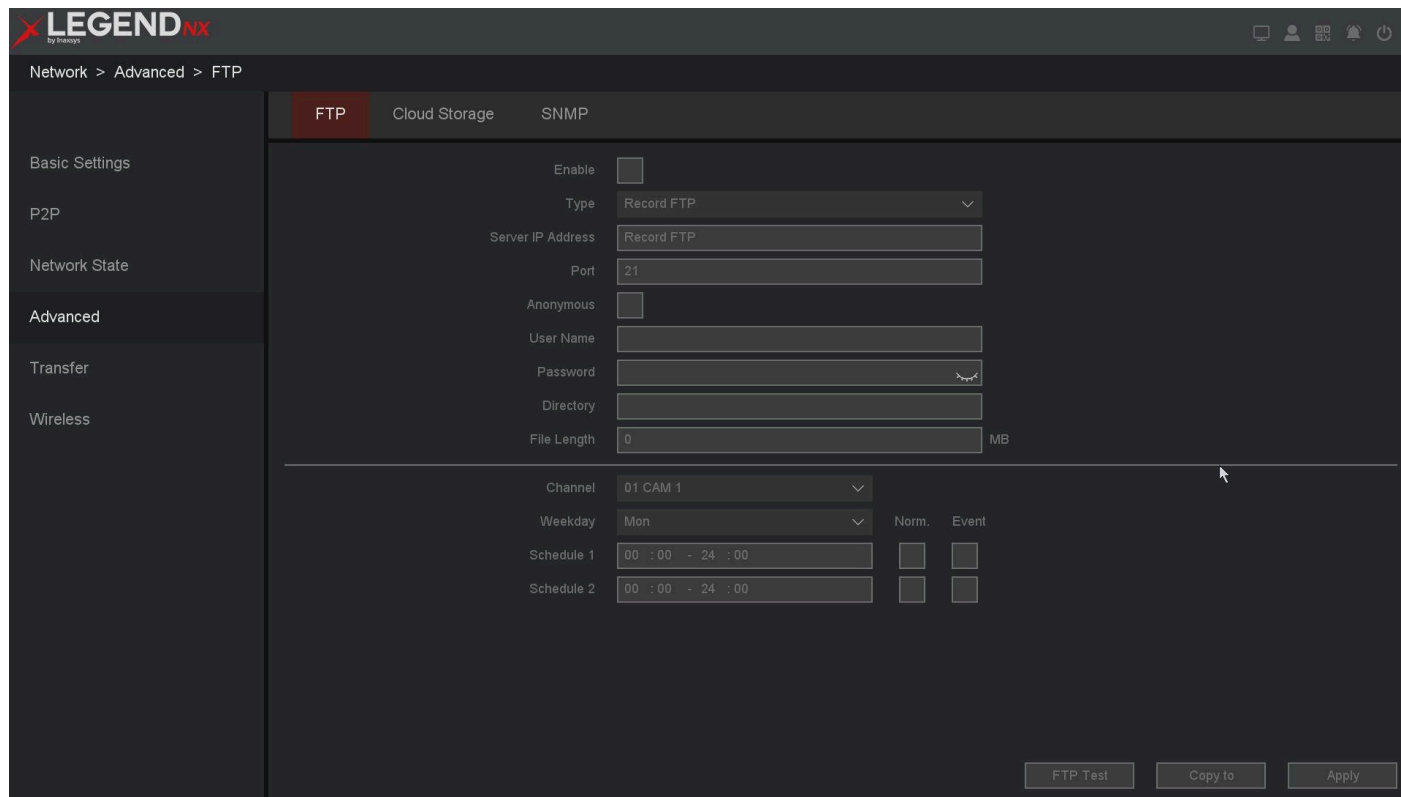 LEGEND NX
by Inaxsys
Network > Advanced > FTP
FTP Cloud Storage SNMP
Basic Settings
P2P
Network State
Advanced
Transfer
Wireless
Enable
Type Record FTP
Server IP Address Record FTP
Port 21
Anonymous
User Name
Password
Directory
File Length 0 MB
Channel 01 CAM 1
Weekday Mon Norm. Event
Schedule 1 00 :00 - 24 :00
Schedule 2 00 :00 - 24 :00
FTP Test Copy to Apply